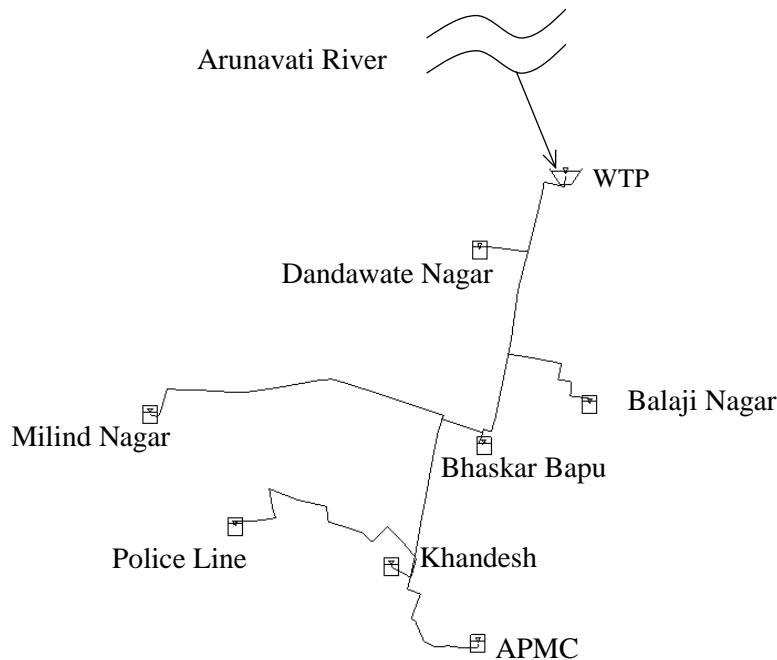 Arunavati River
WTP
Dandawate Nagar
Balaji Nagar
Milind Nagar
Bhaskar Bapu
Police Line
Khandesh
APMC